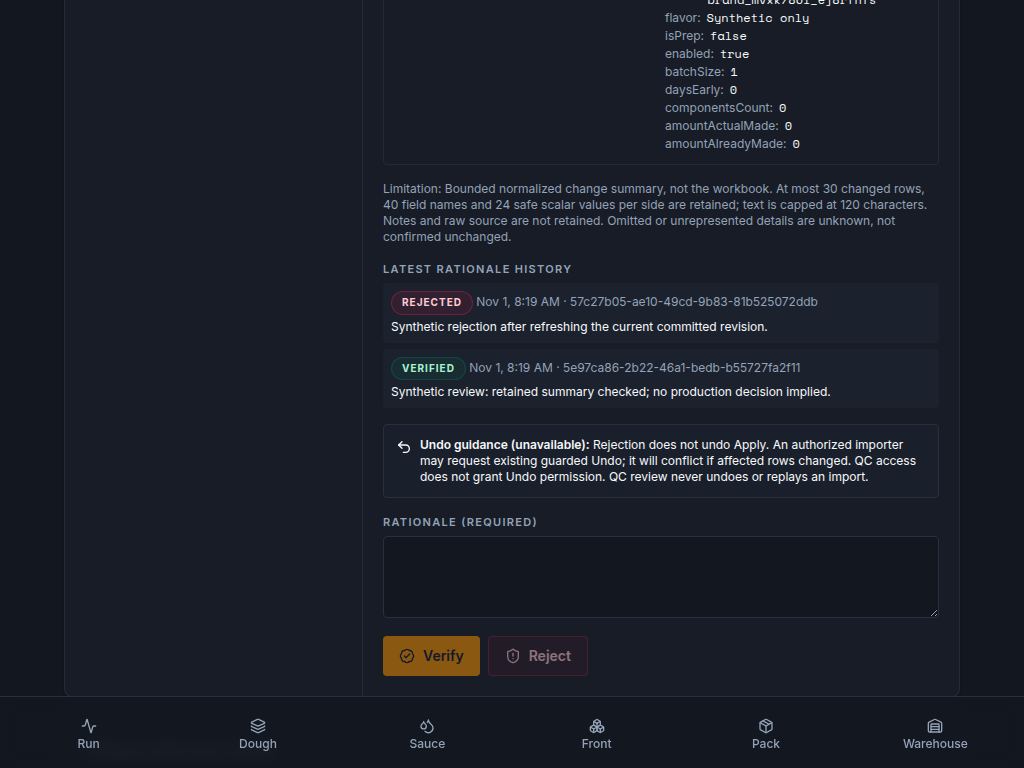 flavor: Synthetic only
isPrep: false
enabled: true
batchSize: 1
daysEarly: 0
componentsCount: 0
amountActualMade: 0
amountAlreadyMade: 0
Limitation: Bounded normalized change summary, not the workbook. At most 30 changed rows,
40 field names and 24 safe scalar values per side are retained; text is capped at 120 characters.
Notes and raw source are not retained. Omitted or unrepresented details are unknown, not
confirmed unchanged.
LATEST RATIONALE HISTORY
REJECTED Nov 1, 8:19 AM · 57c27b05-ae10-49cd-9b83-81b525072ddb
Synthetic rejection after refreshing the current committed revision.
VERIFIED Nov 1, 8:19 AM · 5e97ca86-2b22-46a1-bedb-b55727fa2f11
Synthetic review: retained summary checked; no production decision implied.
Undo guidance (unavailable): Rejection does not undo Apply. An authorized importer
may request existing guarded Undo; it will conflict if affected rows changed. QC access
does not grant Undo permission. QC review never undoes or replays an import.
RATIONALE (REQUIRED)
Verify Reject
Run Dough Sauce Front Pack Warehouse